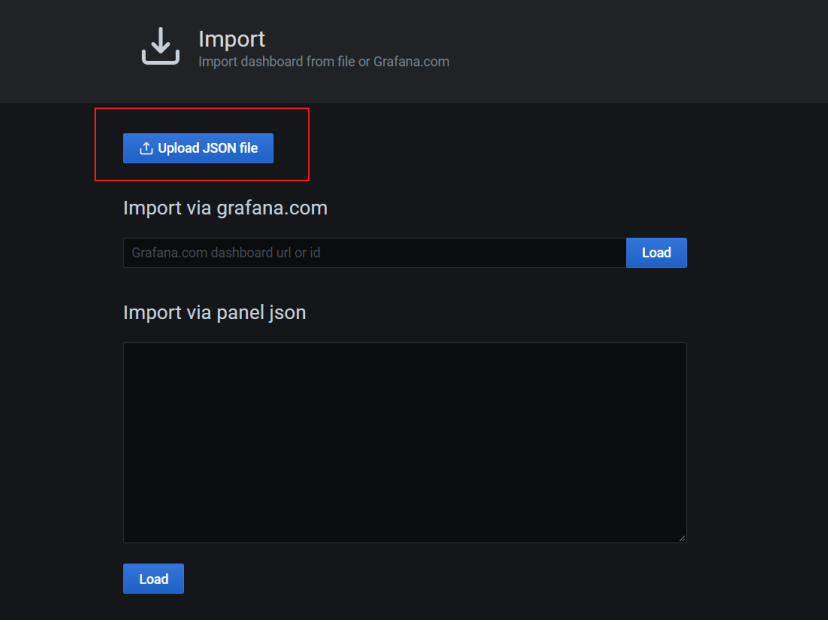 Import
Import dashboard from file or Grafana.com
Upload JSON file
Import via grafana.com
Grafana.com dashboard url or id
Load
Import via panel json
Load